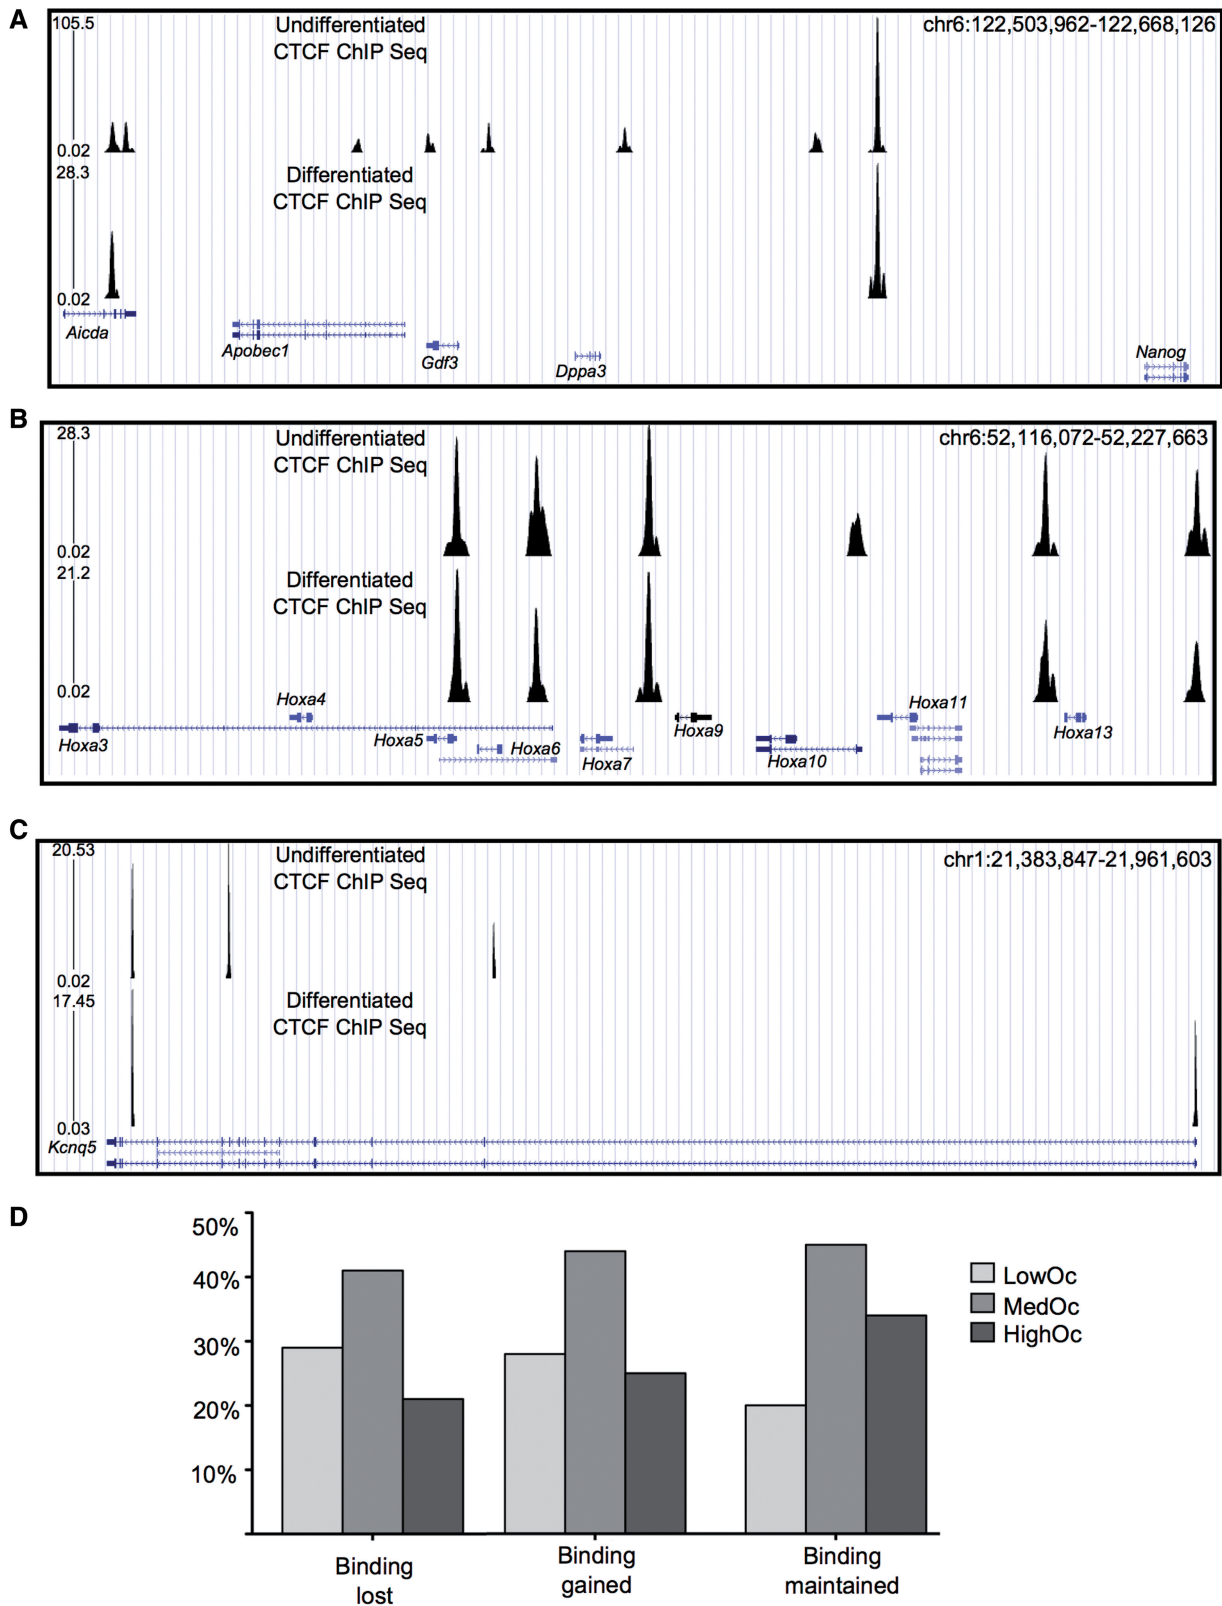 A
105.5
Undifferentiated
CTCF ChIP Seq
chr6:122,503,962-122,668,126
0.02
28.3
Differentiated
CTCF ChIP Seq
0.02
Aicda
Apobec1
Gdf3
Dppa3
Nanog
B
28.3
Undifferentiated
CTCF ChIP Seq
chr6:52,116,072-52,227,663
0.02
21.2
Differentiated
CTCF ChIP Seq
0.02
Hoxa3
Hoxa4
Hoxa5
Hoxa6
Hoxa7
Hoxa9
Hoxa10
Hoxa11
Hoxa13
C
20.53
Undifferentiated
CTCF ChIP Seq
chr1:21,383,847-21,961,603
0.02
17.45
Differentiated
CTCF ChIP Seq
0.03
Kcnq5
D
50%
40%
30%
20%
10%
LowOc
MedOc
HighOc
Binding
lost
Binding
gained
Binding
maintained